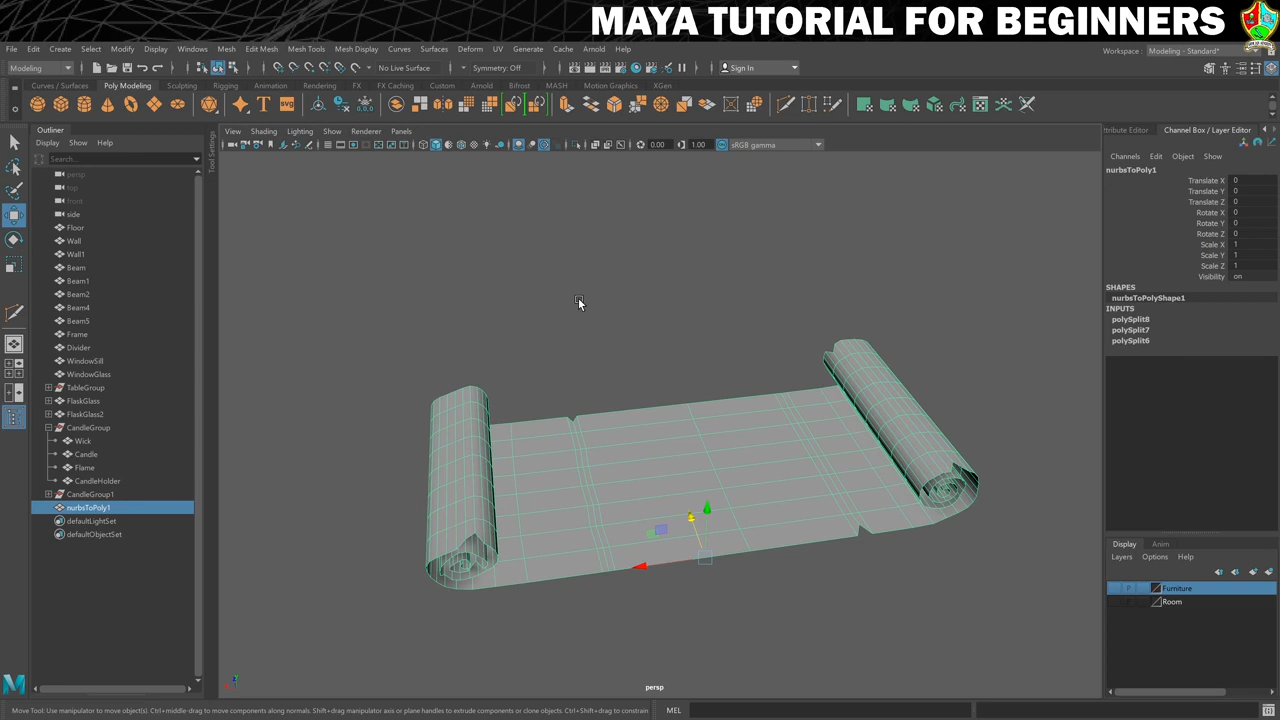 MAYA TUTORIAL FOR BEGINNERS
File Edit Create Select Modify Display Windows Mesh Edit Mesh Mesh Tools Mesh Display Curves Surfaces Deform UV Generate Cache Arnold Help
Workspace : Modeling - Standard*
Modeling No Live Surface Symmetry: Off Sign In
Curves / Surfaces Poly Modeling Sculpting Rigging Animation Rendering FX FX Caching Custom Arnold Bifrost MASH Motion Graphics XGen
Outliner
Display Show Help
Search...
persp
top
front
side
Floor
Wall
Wall1
Beam
Beam1
Beam2
Beam4
Beam5
Frame
Divider
WindowSill
WindowGlass
TableGroup
FlaskGlass
FlaskGlass2
CandleGroup
Wick
Candle
Flame
CandleHolder
CandleGroup1
nurbsToPoly1
defaultLightSet
defaultObjectSet
Tool Settings
View Shading Lighting Show Renderer Panels
0.00 1.00 sRGB gamma
persp
Channel Box / Layer Editor
Channels Edit Object Show
nurbsToPoly1
Translate X 0
Translate Y 0
Translate Z 0
Rotate X 0
Rotate Y 0
Rotate Z 0
Scale X 1
Scale Y 1
Scale Z 1
Visibility on
SHAPES
nurbsToPolyShape1
INPUTS
polySplit8
polySplit7
polySplit6
Display Anim
Layers Options Help
P Furniture
Room
Move Tool: Use manipulator to move object(s). Ctrl+middle-drag to move components along normals. Shift+drag manipulator axis or plane handles to extrude components or clone objects. Ctrl+Shift+drag to constrain
MEL